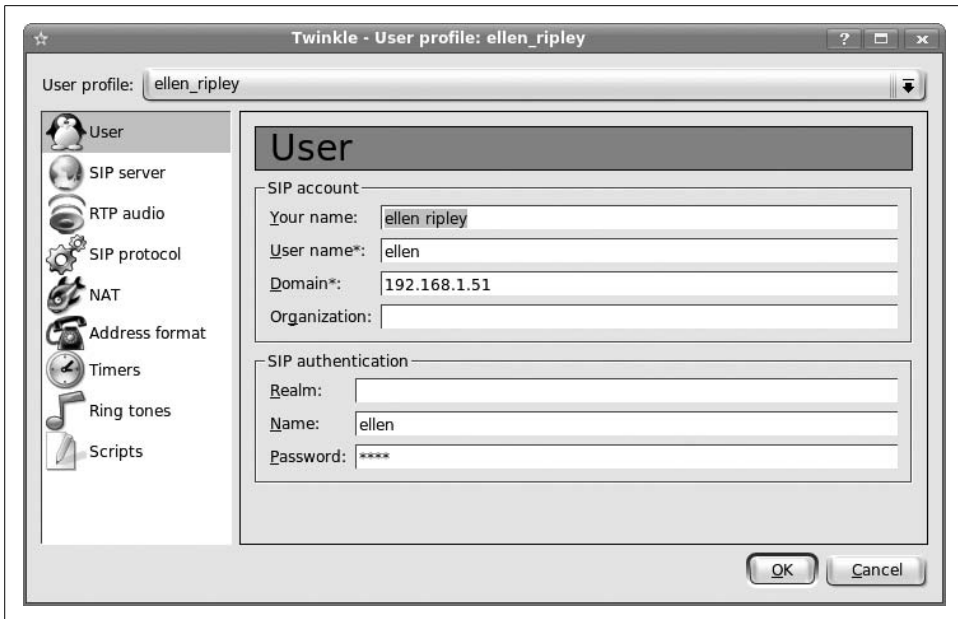 Twinkle - User profile: ellen_ripley
User profile: ellen_ripley
User
SIP server
RTP audio
SIP protocol
NAT
Address format
Timers
Ring tones
Scripts
User
SIP account
Your name: ellen ripley
User name*: ellen
Domain*: 192.168.1.51
Organization:
SIP authentication
Realm:
Name: ellen
Password: ****
OK Cancel